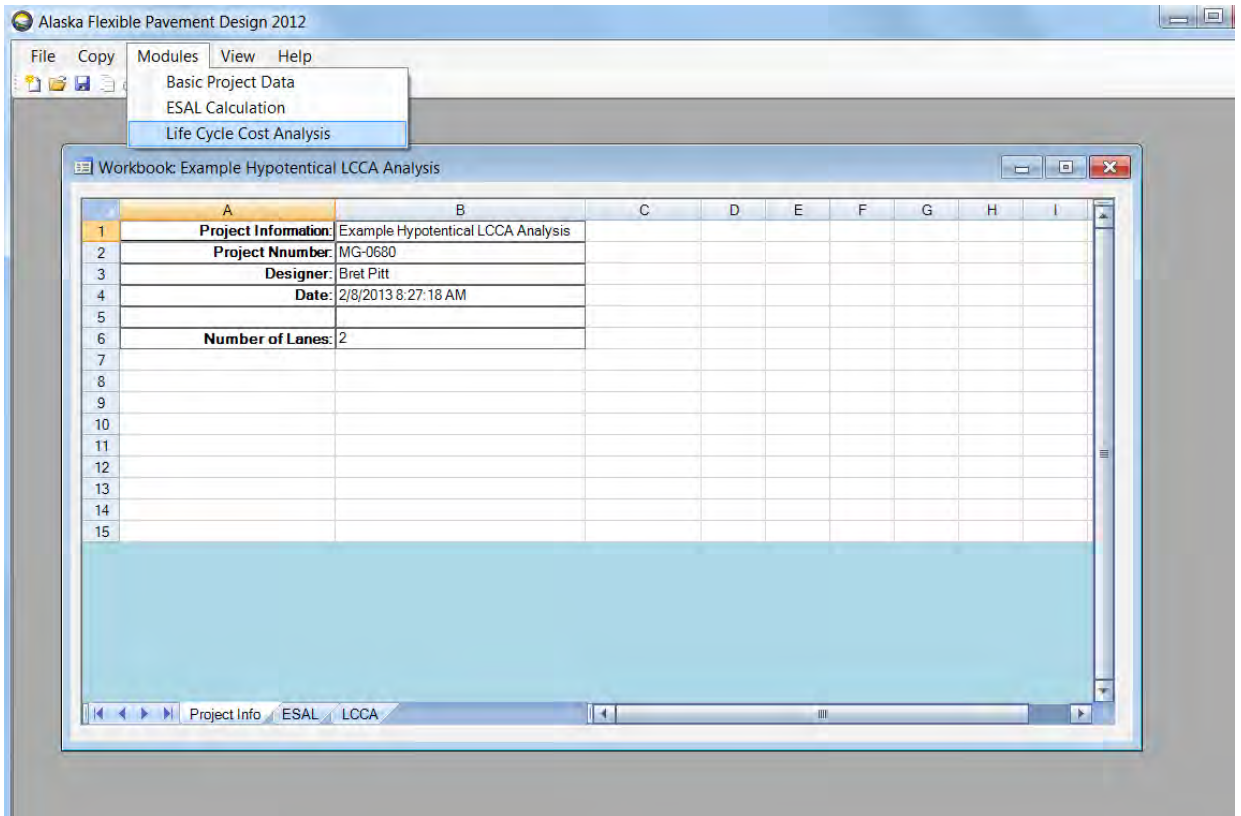 Alaska Flexible Pavement Design 2012
File Copy Modules View Help
Basic Project Data
ESAL Calculation
Life Cycle Cost Analysis
Workbook: Example Hypotentical LCCA Analysis
A B C D E F G H I
1 Project Information: Example Hypotentical LCCA Analysis
2 Project Nnumber: MG-0680
3 Designer: Bret Pitt
4 Date: 2/8/2013 8:27:18 AM
5
6 Number of Lanes: 2
7
8
9
10
11
12
13
14
15
Project Info ESAL LCCA